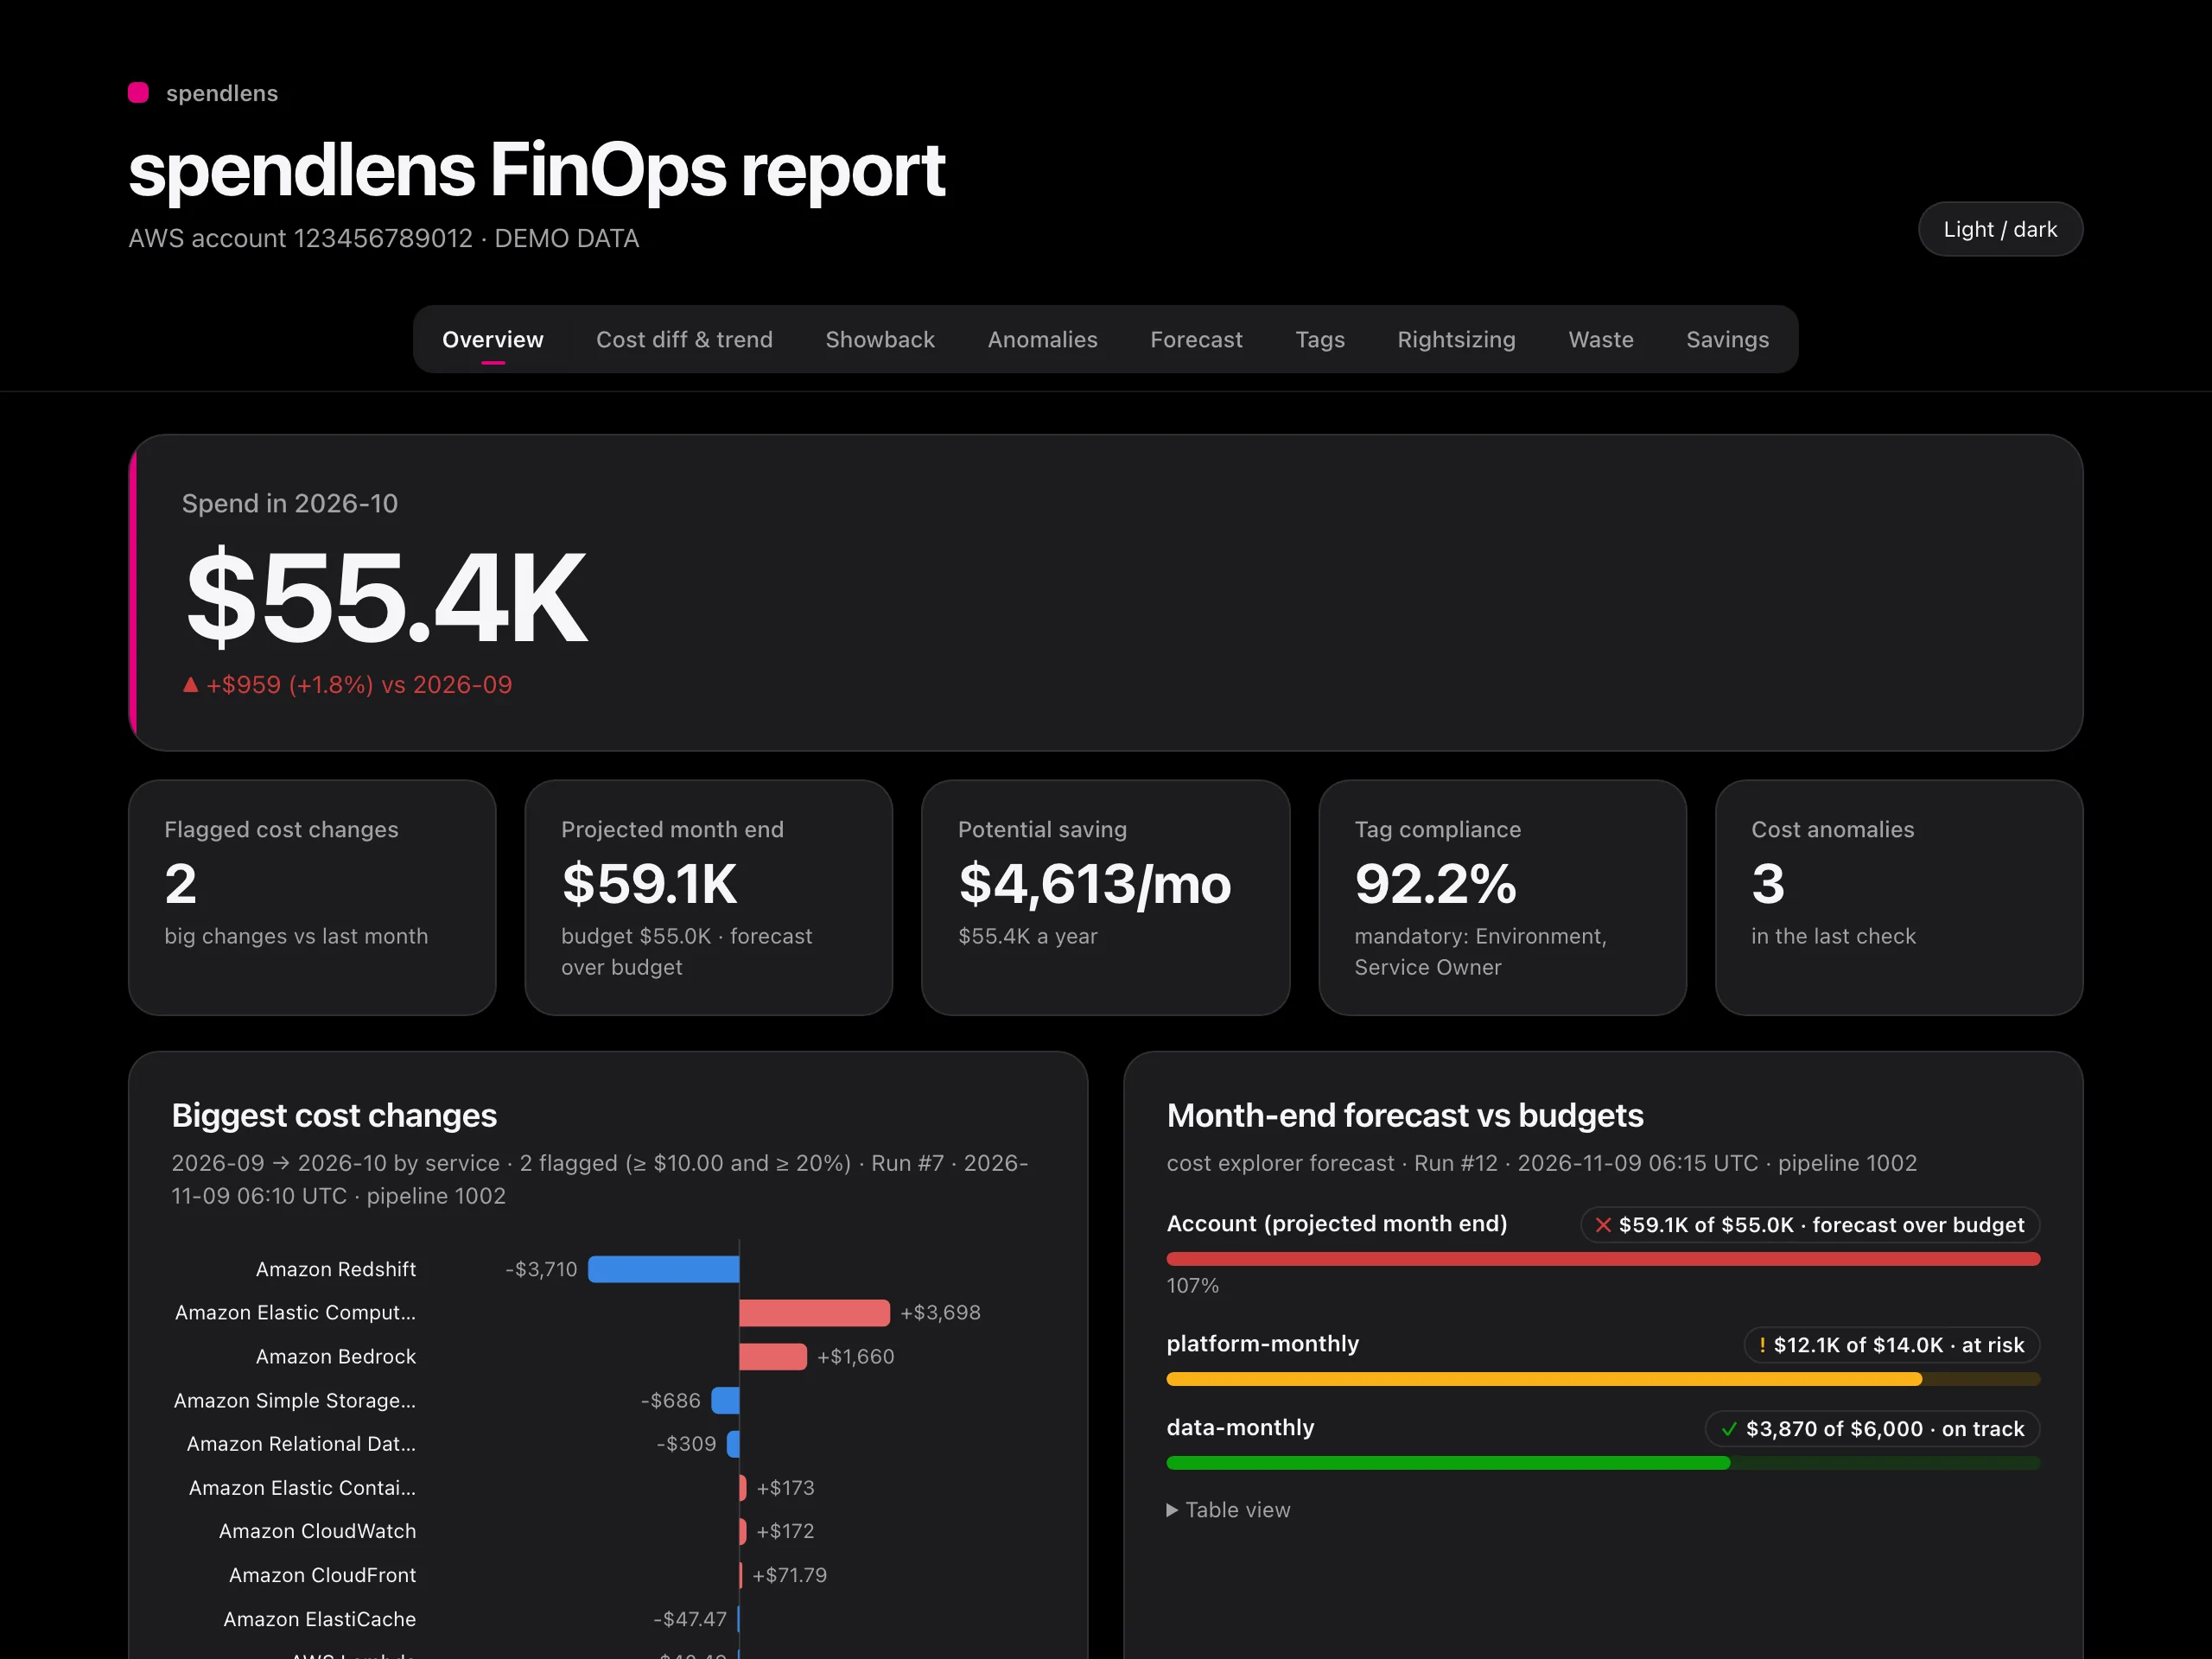 spendlens
spendlens FinOps report
AWS account 123456789012 · DEMO DATA
Light / dark
Overview
Cost diff & trend
Showback
Anomalies
Forecast
Tags
Rightsizing
Waste
Savings
Spend in 2026-10
$55.4K
▲ +$959 (+1.8%) vs 2026-09
Flagged cost changes
2
big changes vs last month
Projected month end
$59.1K
budget $55.0K · forecast
over budget
Potential saving
$4,613/mo
$55.4K a year
Tag compliance
92.2%
mandatory: Environment,
Service Owner
Cost anomalies
3
in the last check
Biggest cost changes
2026-09 → 2026-10 by service · 2 flagged (≥ $10.00 and ≥ 20%) · Run #7 · 2026-
11-09 06:10 UTC · pipeline 1002
Amazon Redshift -$3,710
Amazon Elastic Comput... +$3,698
Amazon Bedrock +$1,660
Amazon Simple Storage... -$686
Amazon Relational Dat... -$309
Amazon Elastic Contai... +$173
Amazon CloudWatch +$172
Amazon CloudFront +$71.79
Amazon ElastiCache -$47.47
Month-end forecast vs budgets
cost explorer forecast · Run #12 · 2026-11-09 06:15 UTC · pipeline 1002
Account (projected month end) ✕ $59.1K of $55.0K · forecast over budget
107%
platform-monthly ! $12.1K of $14.0K · at risk
data-monthly ✓ $3,870 of $6,000 · on track
▶ Table view